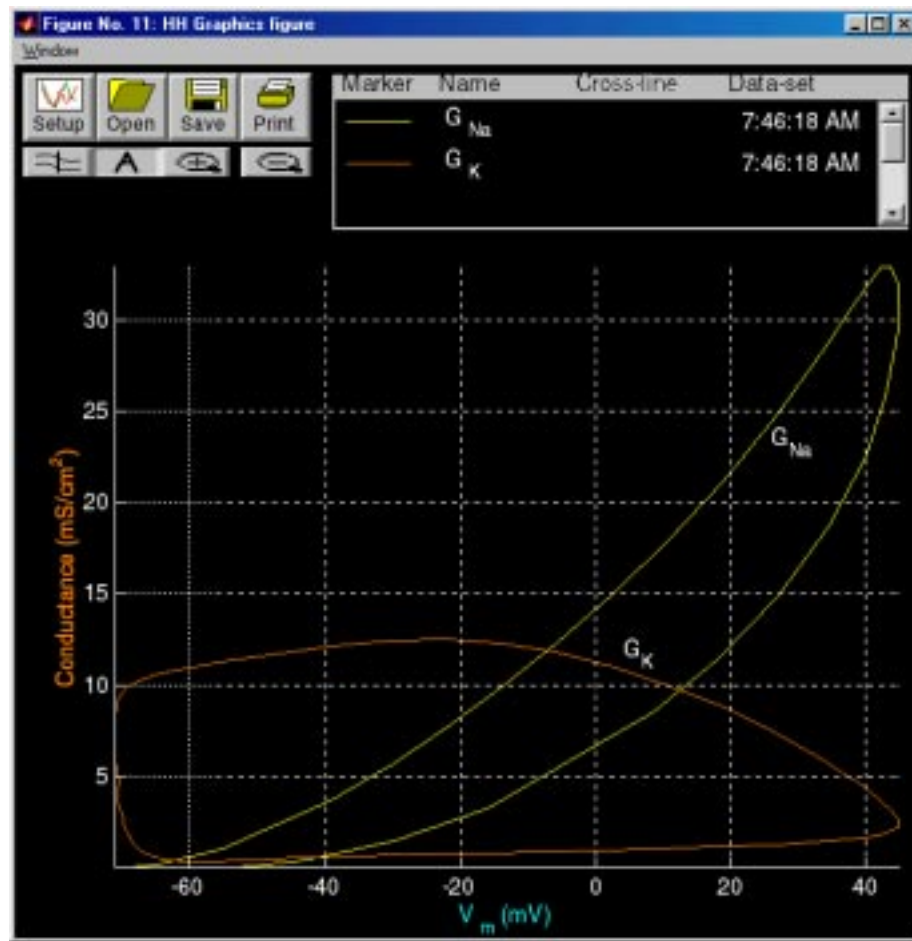 Figure No. 11: HH Graphics figure
Window
Setup Open Save Print
Marker Name Cross-line Data-set
G Na 7:46:18 AM
G K 7:46:18 AM
A
30
25
20
15
10
5
Conductance (mS/cm²)
G Na
G K
-60 -40 -20 0 20 40
V m (mV)